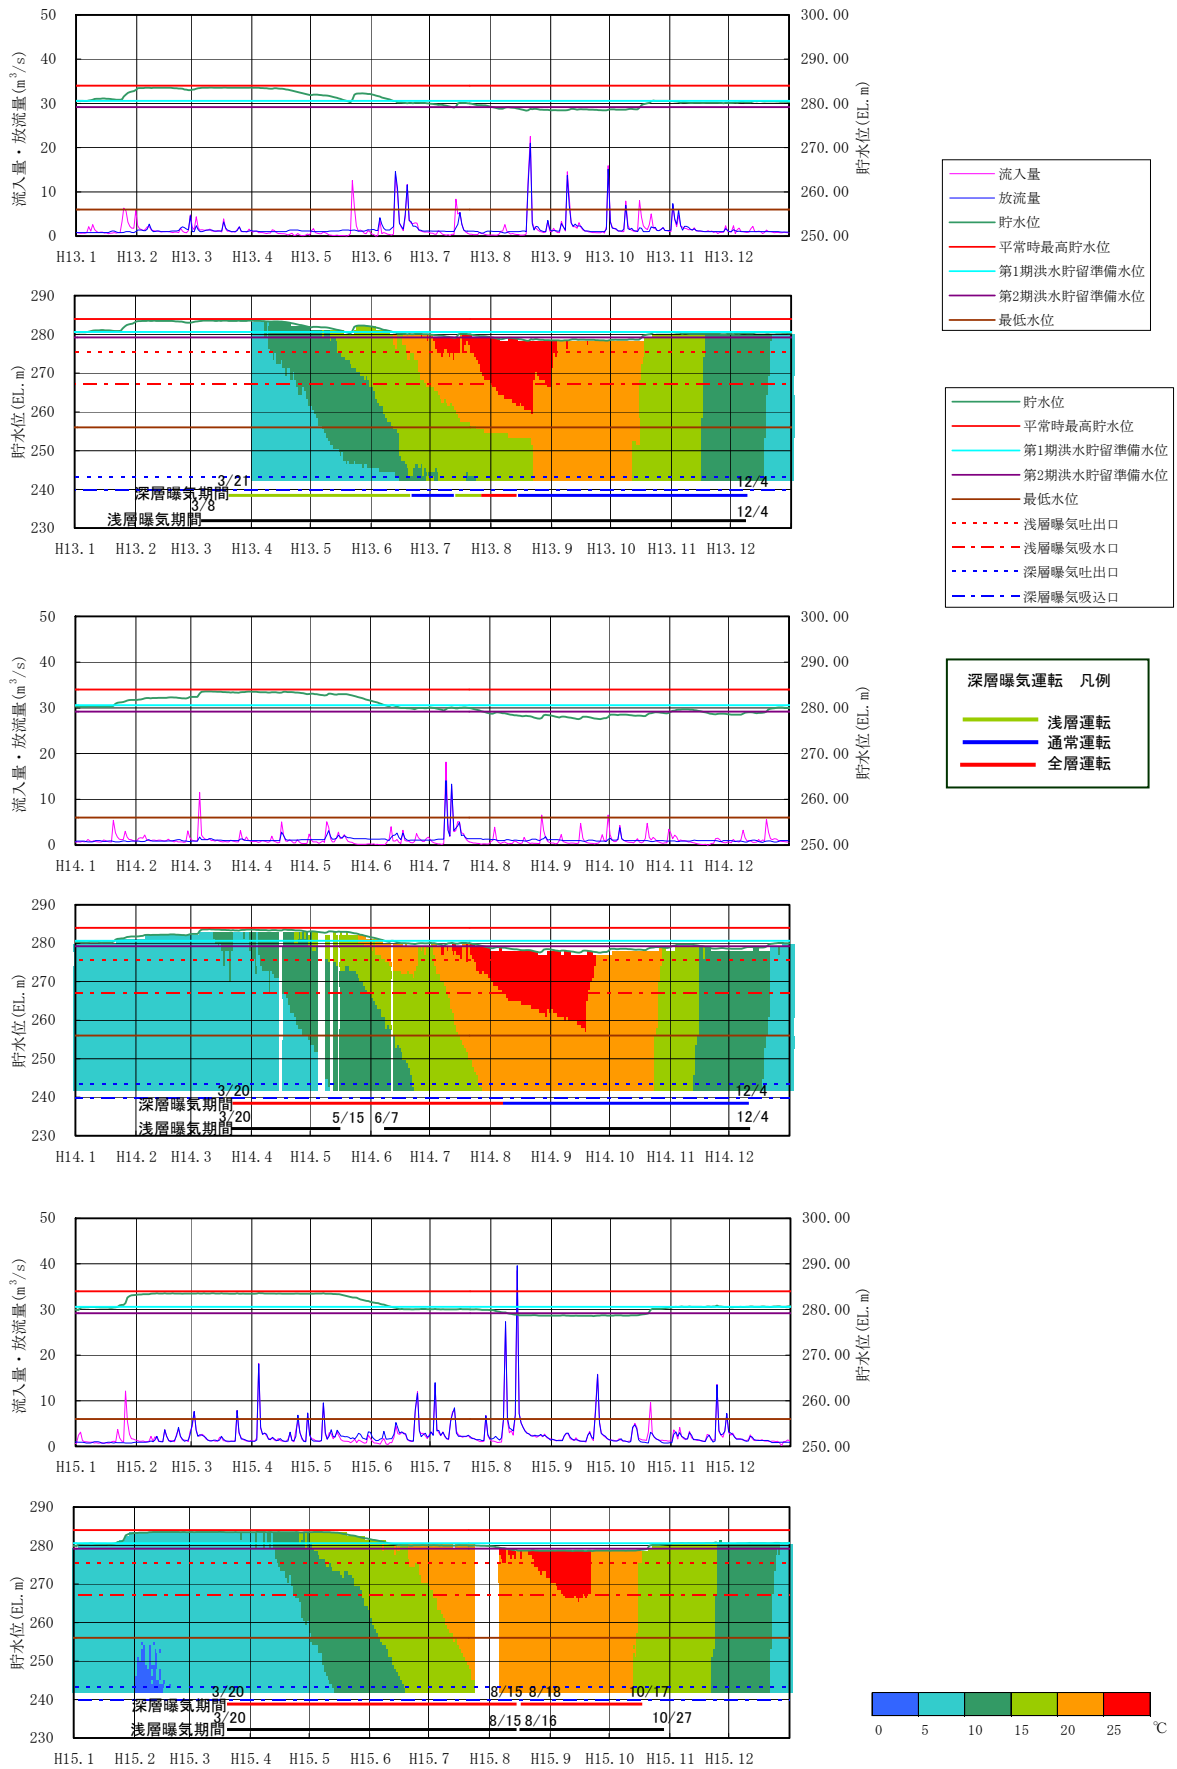 50
40
30
20
10
0
流入量・放流量(m³/s)
300.00
290.00
280.00
270.00
260.00
250.00
貯水位(EL.m)
H13.1 H13.2 H13.3 H13.4 H13.5 H13.6 H13.7 H13.8 H13.9 H13.10 H13.11 H13.12
290
280
270
260
250
240
230
貯水位(EL.m)
3/21 12/4
深層曝気期間
3/8 12/4
浅層曝気期間
H13.1 H13.2 H13.3 H13.4 H13.5 H13.6 H13.7 H13.8 H13.9 H13.10 H13.11 H13.12
流入量
放流量
貯水位
平常時最高貯水位
第1期洪水貯留準備水位
第2期洪水貯留準備水位
最低水位
貯水位
平常時最高貯水位
第1期洪水貯留準備水位
第2期洪水貯留準備水位
最低水位
浅層曝気吐出口
浅層曝気吸水口
深層曝気吐出口
深層曝気吸込口
深層曝気運転 凡例
浅層運転
通常運転
全層運転
50
40
30
20
10
0
流入量・放流量(m³/s)
300.00
290.00
280.00
270.00
260.00
250.00
貯水位(EL.m)
H14.1 H14.2 H14.3 H14.4 H14.5 H14.6 H14.7 H14.8 H14.9 H14.10 H14.11 H14.12
290
280
270
260
250
240
230
貯水位(EL.m)
3/20 12/4
深層曝気期間
3/20 5/15 6/7 12/4
浅層曝気期間
H14.1 H14.2 H14.3 H14.4 H14.5 H14.6 H14.7 H14.8 H14.9 H14.10 H14.11 H14.12
50
40
30
20
10
0
流入量・放流量(m³/s)
300.00
290.00
280.00
270.00
260.00
250.00
貯水位(EL.m)
H15.1 H15.2 H15.3 H15.4 H15.5 H15.6 H15.7 H15.8 H15.9 H15.10 H15.11 H15.12
290
280
270
260
250
240
230
貯水位(EL.m)
3/20 8/15 8/18 10/17
深層曝気期間
3/20 8/15 8/16 10/27
浅層曝気期間
H15.1 H15.2 H15.3 H15.4 H15.5 H15.6 H15.7 H15.8 H15.9 H15.10 H15.11 H15.12
0 5 10 15 20 25 ℃